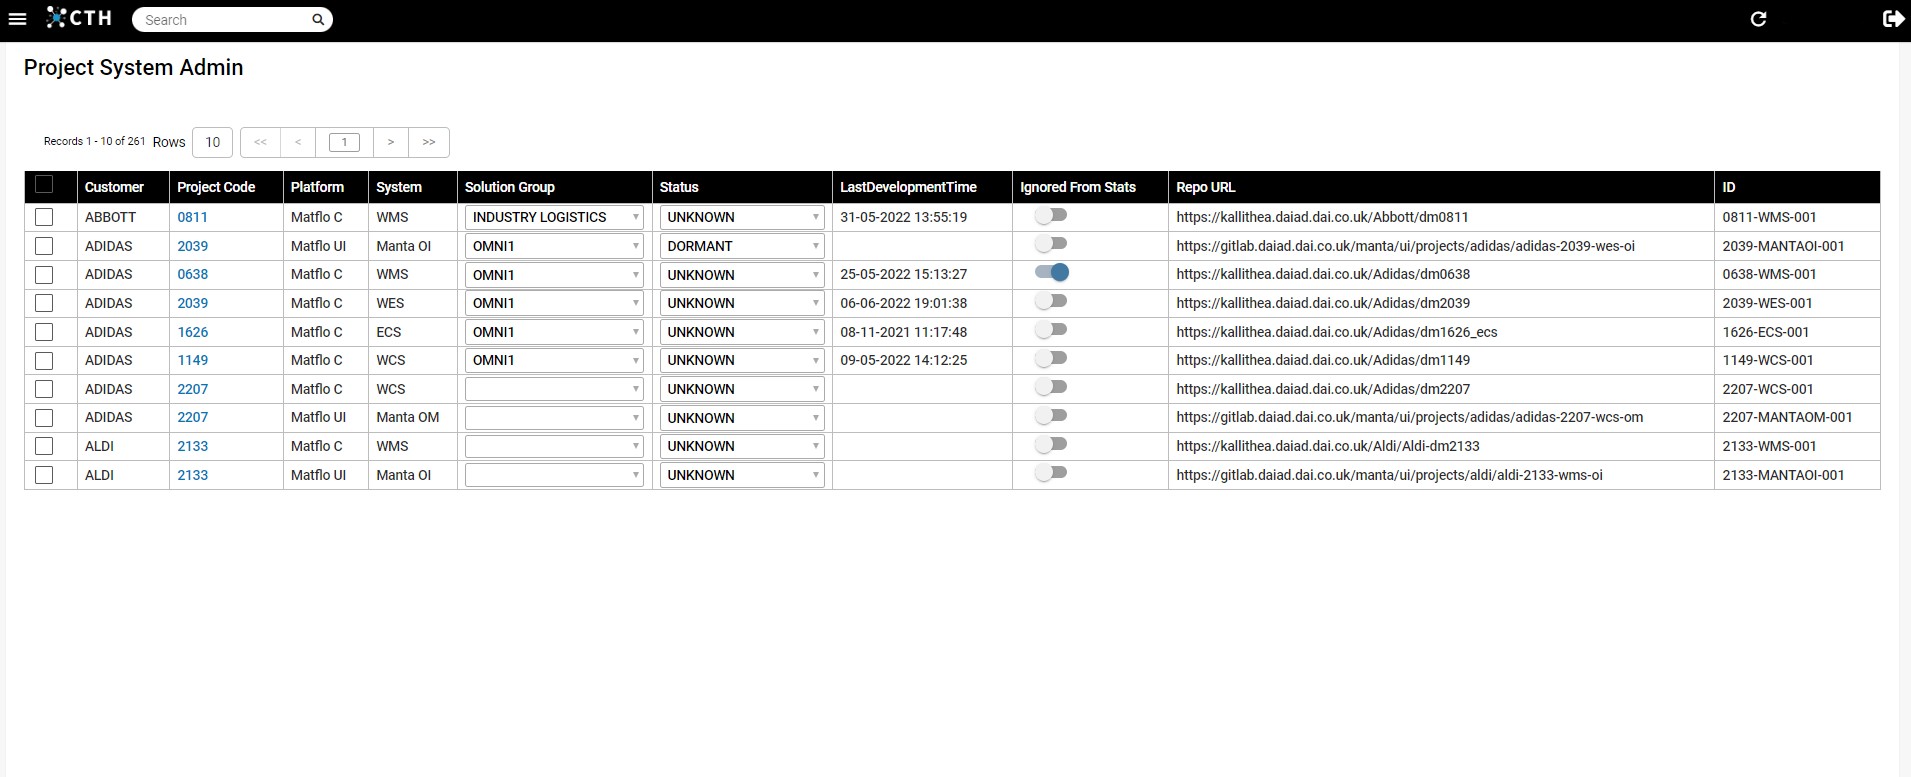 CTH Search
Project System Admin
Records 1 - 10 of 261 Rows 10 << < 1 > >>
Customer Project Code Platform System Solution Group Status LastDevelopmentTime Ignored From Stats Repo URL ID
ABBOTT 0811 Matflo C WMS INDUSTRY LOGISTICS UNKNOWN 31-05-2022 13:55:19 https://kallithea.daiad.dai.co.uk/Abbott/dm0811 0811-WMS-001
ADIDAS 2039 Matflo UI Manta OI OMNI1 DORMANT https://gitlab.daiad.dai.co.uk/manta/ui/projects/adidas/adidas-2039-wes-oi 2039-MANTAOI-001
ADIDAS 0638 Matflo C WMS OMNI1 UNKNOWN 25-05-2022 15:13:27 https://kallithea.daiad.dai.co.uk/Adidas/dm0638 0638-WMS-001
ADIDAS 2039 Matflo C WES OMNI1 UNKNOWN 06-06-2022 19:01:38 https://kallithea.daiad.dai.co.uk/Adidas/dm2039 2039-WES-001
ADIDAS 1626 Matflo C ECS OMNI1 UNKNOWN 08-11-2021 11:17:48 https://kallithea.daiad.dai.co.uk/Adidas/dm1626_ecs 1626-ECS-001
ADIDAS 1149 Matflo C WCS OMNI1 UNKNOWN 09-05-2022 14:12:25 https://kallithea.daiad.dai.co.uk/Adidas/dm1149 1149-WCS-001
ADIDAS 2207 Matflo C WCS UNKNOWN https://kallithea.daiad.dai.co.uk/Adidas/dm2207 2207-WCS-001
ADIDAS 2207 Matflo UI Manta OM UNKNOWN https://gitlab.daiad.dai.co.uk/manta/ui/projects/adidas/adidas-2207-wcs-om 2207-MANTAOM-001
ALDI 2133 Matflo C WMS UNKNOWN https://kallithea.daiad.dai.co.uk/Aldi/Aldi-dm2133 2133-WMS-001
ALDI 2133 Matflo UI Manta OI UNKNOWN https://gitlab.daiad.dai.co.uk/manta/ui/projects/aldi/aldi-2133-wms-oi 2133-MANTAOI-001